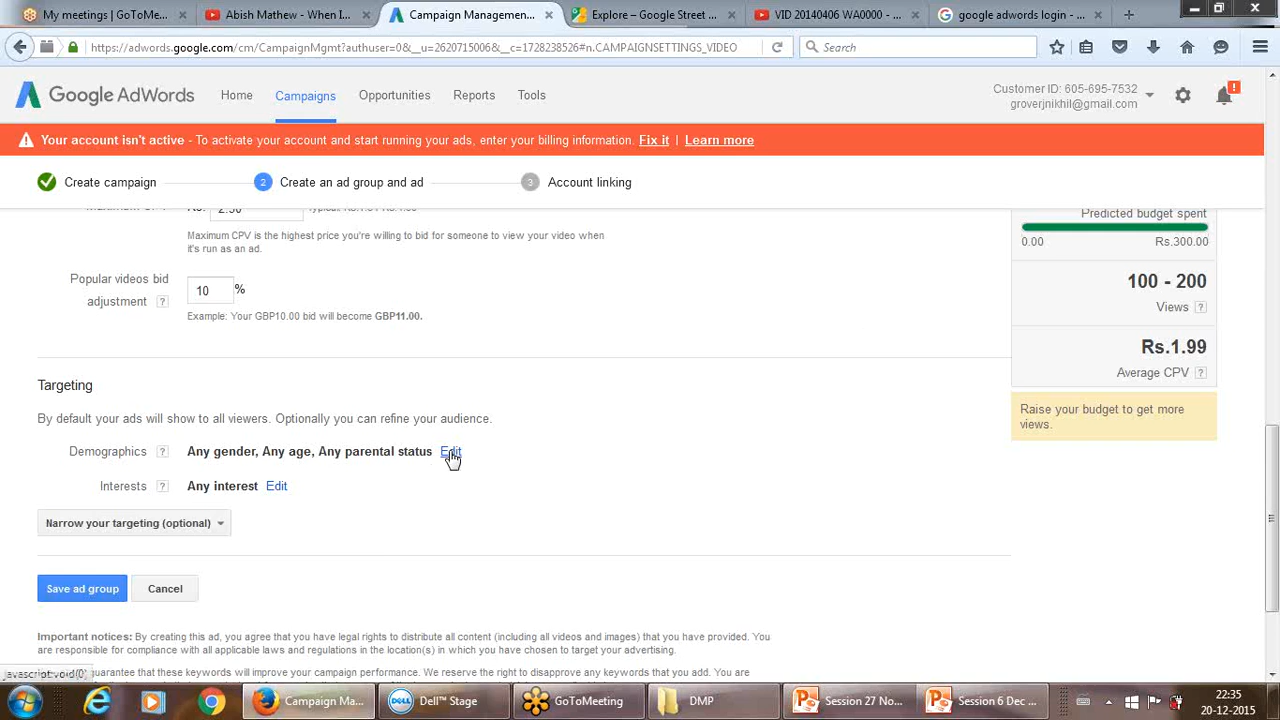 My meetings | GoToMe...
Abish Mathew - When I...
Campaign Management...
Explore – Google Street ...
VID 20140406 WA0000 - ...
google adwords login - ...
https://adwords.google.com/cm/CampaignMgmt?authuser=0&__u=2620715006&__c=1728238526#n.CAMPAIGNSETTINGS_VIDEO
Search
Google AdWords
Home
Campaigns
Opportunities
Reports
Tools
Customer ID: 605-695-7532
groverjnikhil@gmail.com
!
Your account isn't active - To activate your account and start running your ads, enter your billing information. Fix it | Learn more
Create campaign
2 Create an ad group and ad
3 Account linking
Rs. 2.50
Maximum CPV is the highest price you're willing to bid for someone to view your video when
it's run as an ad.
Popular videos bid
adjustment ?
10 %
Example: Your GBP10.00 bid will become GBP11.00.
Predicted budget spent
0.00 Rs.300.00
100 - 200
Views ?
Rs.1.99
Average CPV ?
Raise your budget to get more
views.
Targeting
By default your ads will show to all viewers. Optionally you can refine your audience.
Demographics ? Any gender, Any age, Any parental status Edit
Interests ? Any interest Edit
Narrow your targeting (optional)
Save ad group
Cancel
Important notices: By creating this ad, you agree that you have legal rights to distribute all content (including all videos and images) that you have provided. You
are responsible for compliance with all applicable laws and regulations in the location(s) in which you have chosen to target your advertising.
javascript:void(0)
guarantee that these keywords will improve your campaign performance. We reserve the right to disapprove any keywords that you add. You are
Campaign Ma...
Dell™ Stage
GoToMeeting
DMP
Session 27 No...
Session 6 Dec ...
22:35
20-12-2015